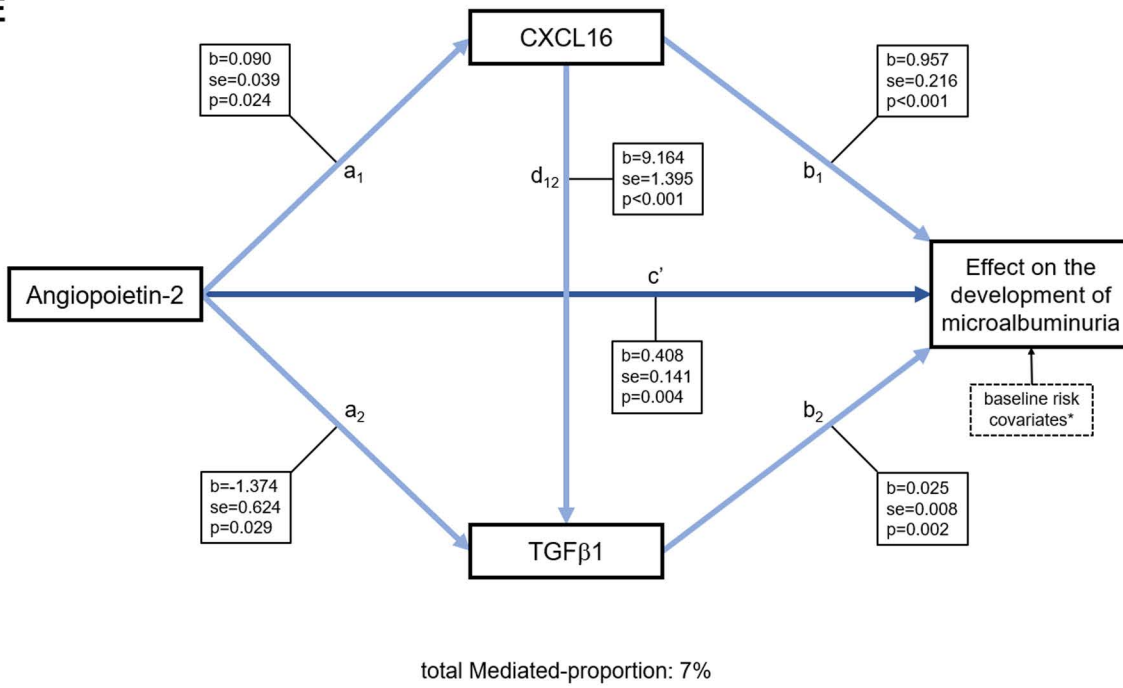 E
CXCL16
b=0.090
se=0.039
p=0.024
b=0.957
se=0.216
p<0.001
a₁
d₁₂
b=9.164
se=1.395
p<0.001
b₁
Angiopoietin-2
c’
Effect on the
development of
microalbuminuria
b=0.408
se=0.141
p=0.004
a₂
b₂
baseline risk
covariates*
b=-1.374
se=0.624
p=0.029
b=0.025
se=0.008
p=0.002
TGFβ1
total Mediated-proportion: 7%